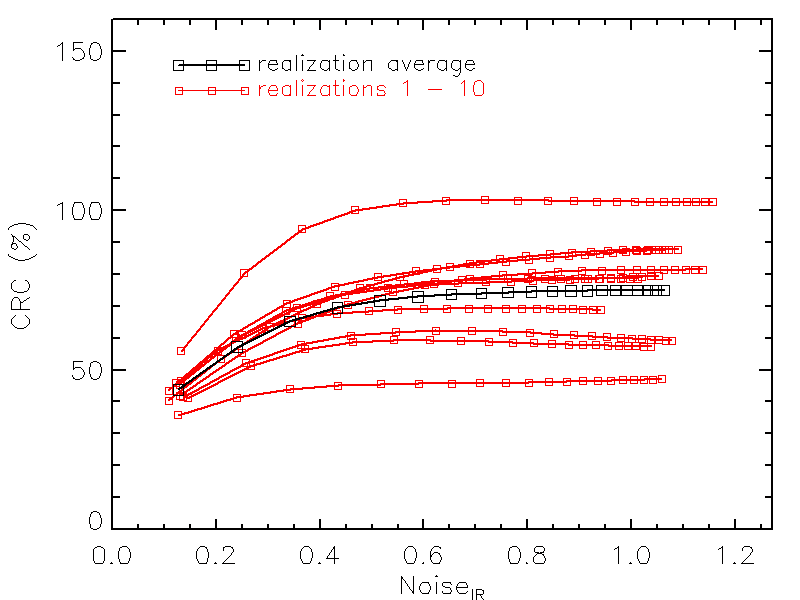 150
realization average
realizations 1 - 10
100
CRC (%)
50
0
0.0 0.2 0.4 0.6 0.8 1.0 1.2
Noise_IR